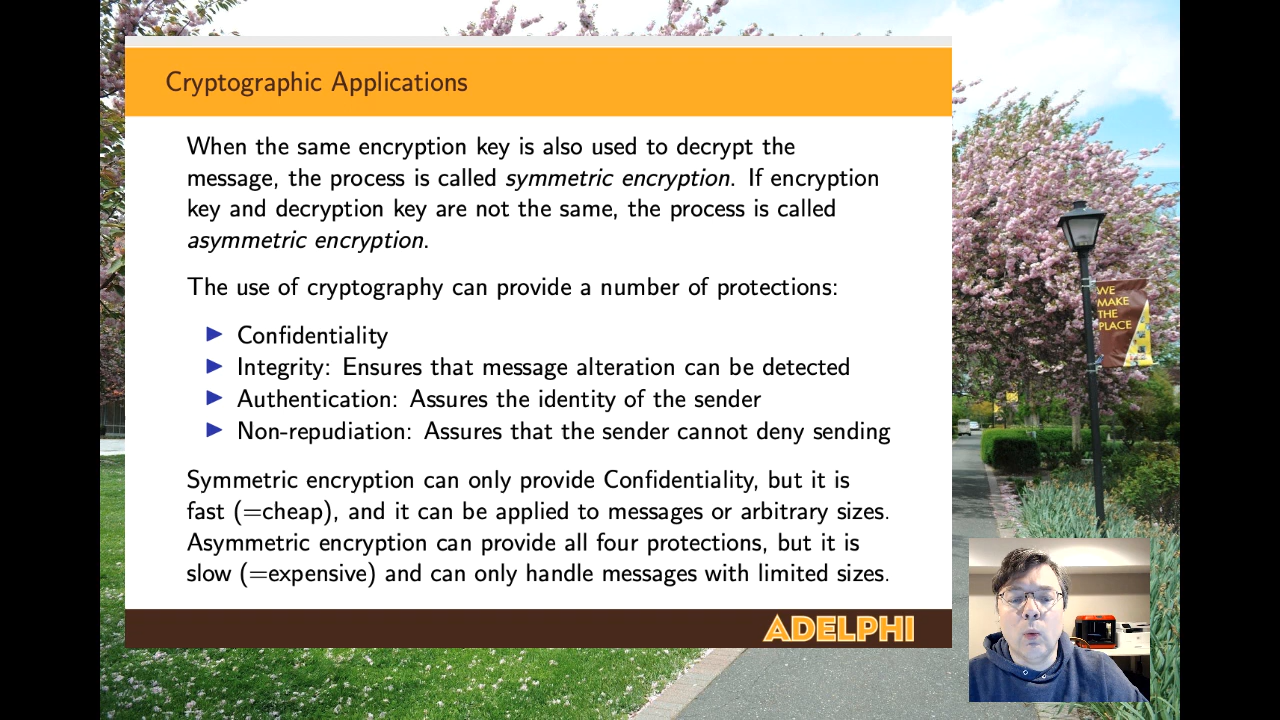 Cryptographic Applications
When the same encryption key is also used to decrypt the
message, the process is called symmetric encryption. If encryption
key and decryption key are not the same, the process is called
asymmetric encryption.
The use of cryptography can provide a number of protections:
Confidentiality
Integrity: Ensures that message alteration can be detected
Authentication: Assures the identity of the sender
Non-repudiation: Assures that the sender cannot deny sending
Symmetric encryption can only provide Confidentiality, but it is
fast (=cheap), and it can be applied to messages or arbitrary sizes.
Asymmetric encryption can provide all four protections, but it is
slow (=expensive) and can only handle messages with limited sizes.
ADELPHI
WE
MAKE
THE
PLACE